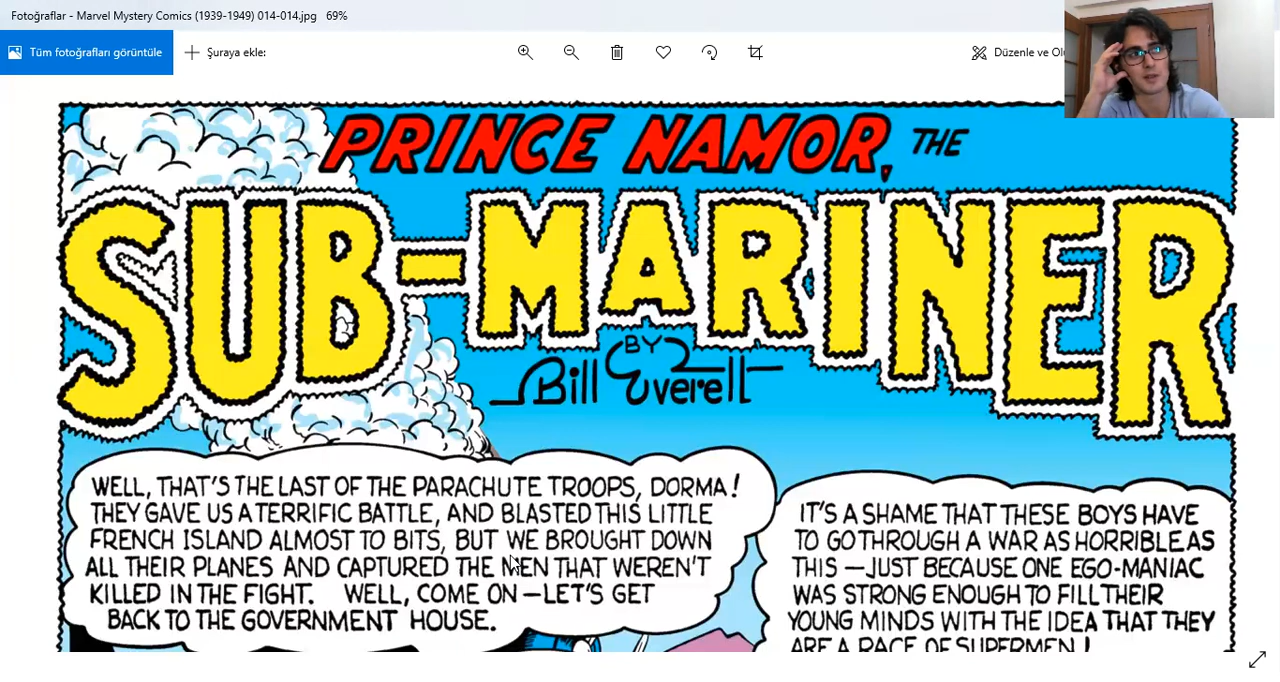 Fotoğraflar - Marvel Mystery Comics (1939-1949) 014-014.jpg   69%
Tüm fotoğrafları görüntüle
Şuraya ekle:
Düzenle ve Olu
PRINCE NAMOR, THE
SUB-MARINER
BY
Bill Everett
WELL, THAT'S THE LAST OF THE PARACHUTE TROOPS, DORMA!
THEY GAVE US A TERRIFIC BATTLE, AND BLASTED THIS LITTLE
FRENCH ISLAND ALMOST TO BITS, BUT WE BROUGHT DOWN
ALL THEIR PLANES AND CAPTURED THE MEN THAT WEREN'T
KILLED IN THE FIGHT. WELL, COME ON—LET'S GET
BACK TO THE GOVERNMENT HOUSE.
IT'S A SHAME THAT THESE BOYS HAVE
TO GO THROUGH A WAR AS HORRIBLE AS
THIS—JUST BECAUSE ONE EGO-MANIAC
WAS STRONG ENOUGH TO FILL THEIR
YOUNG MINDS WITH THE IDEA THAT THEY
ARE A RACE OF SUPERMEN!